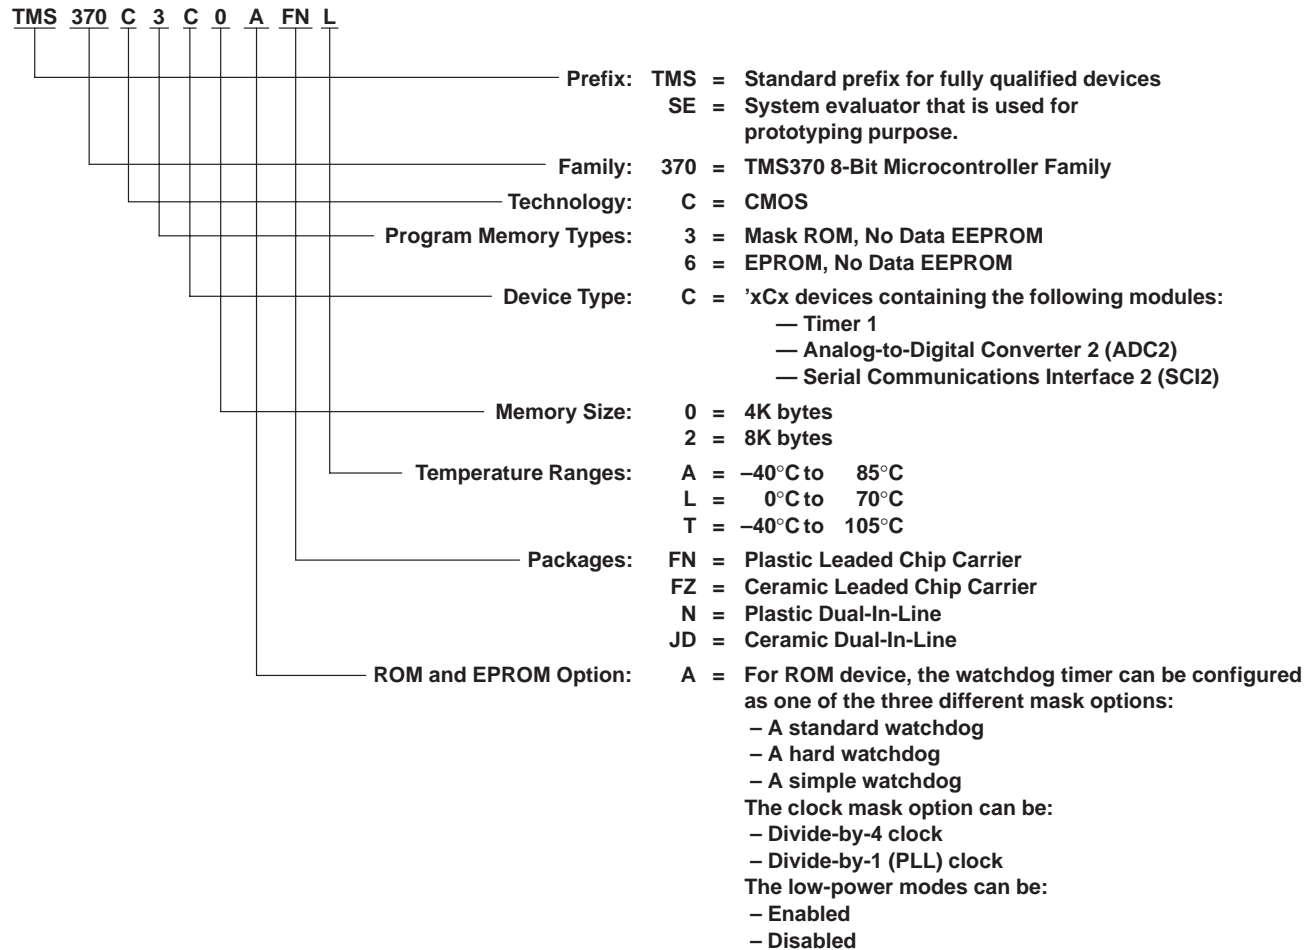 TMS 370 C 3 C 0 A FN L
Prefix: TMS = Standard prefix for fully qualified devices
SE = System evaluator that is used for
prototyping purpose.
Family: 370 = TMS370 8-Bit Microcontroller Family
Technology: C = CMOS
Program Memory Types: 3 = Mask ROM, No Data EEPROM
6 = EPROM, No Data EEPROM
Device Type: C = ’xCx devices containing the following modules:
— Timer 1
— Analog-to-Digital Converter 2 (ADC2)
— Serial Communications Interface 2 (SCI2)
Memory Size: 0 = 4K bytes
2 = 8K bytes
Temperature Ranges: A = –40°C to 85°C
L = 0°C to 70°C
T = –40°C to 105°C
Packages: FN = Plastic Leaded Chip Carrier
FZ = Ceramic Leaded Chip Carrier
N = Plastic Dual-In-Line
JD = Ceramic Dual-In-Line
ROM and EPROM Option: A = For ROM device, the watchdog timer can be configured
as one of the three different mask options:
– A standard watchdog
– A hard watchdog
– A simple watchdog
The clock mask option can be:
– Divide-by-4 clock
– Divide-by-1 (PLL) clock
The low-power modes can be:
– Enabled
– Disabled